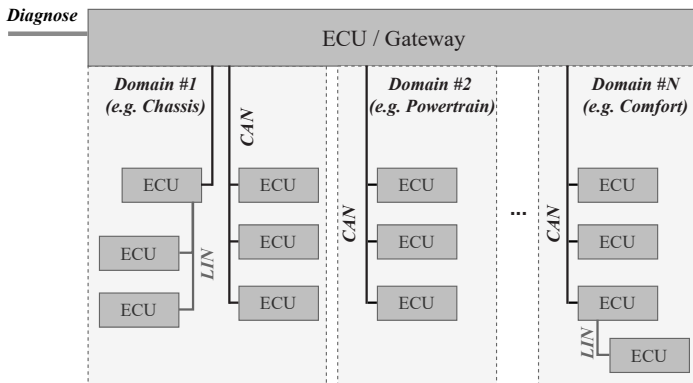 Diagnose
ECU / Gateway
Domain #1
(e.g. Chassis)
CAN
ECU
ECU
LIN
ECU
ECU
ECU
ECU
Domain #2
(e.g. Powertrain)
CAN
ECU
ECU
ECU
...
Domain #N
(e.g. Comfort)
CAN
ECU
ECU
ECU
LIN
ECU